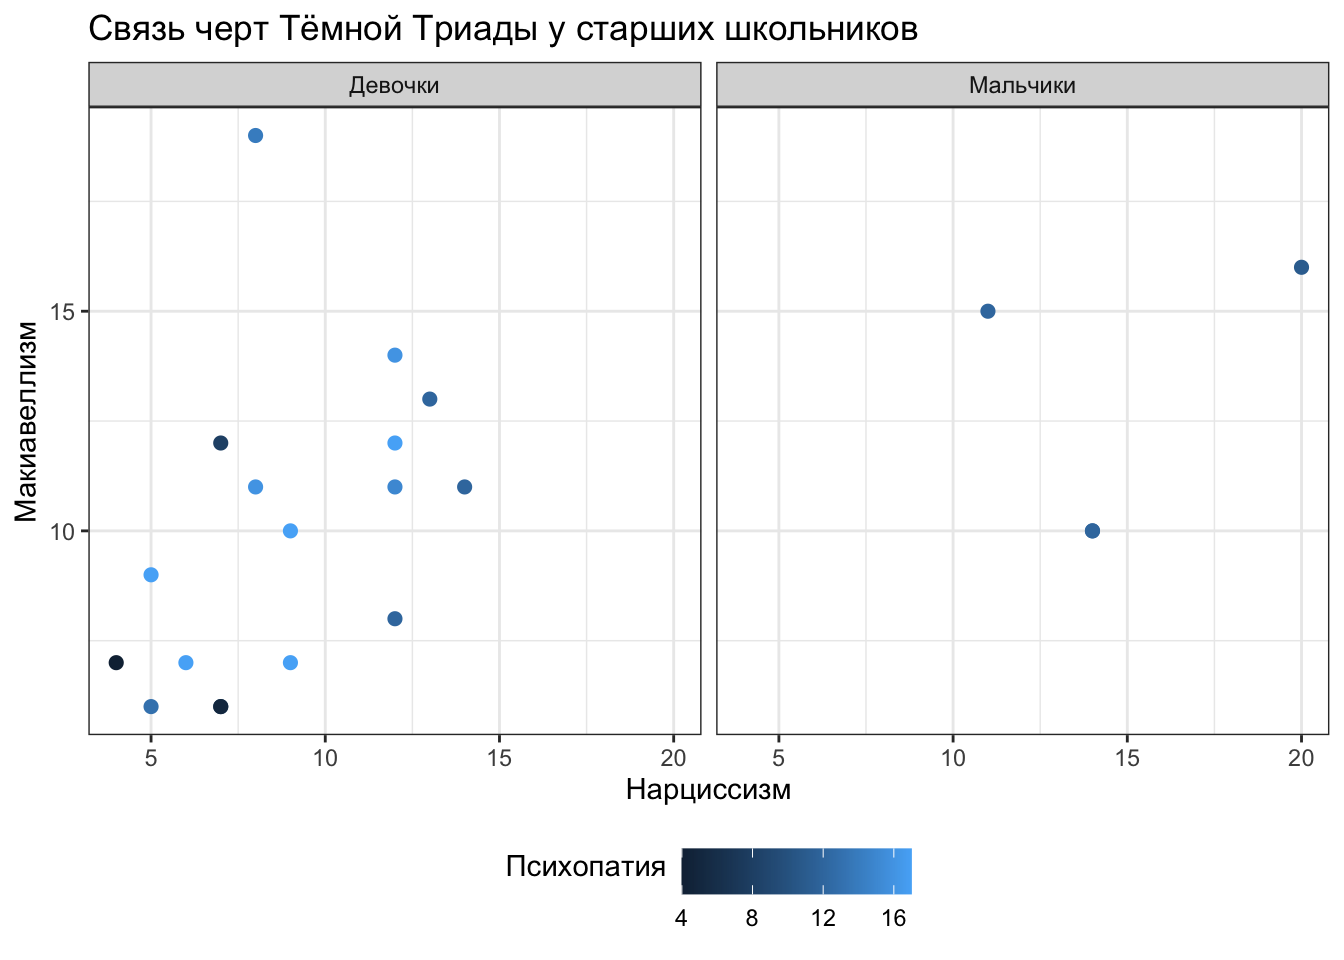 Связь черт Тёмной Триады у старших школьников
Девочки
Мальчики
Макиавеллизм
15
10
5 10 15 20
5 10 15 20
Нарциссизм
Психопатия
4 8 12 16